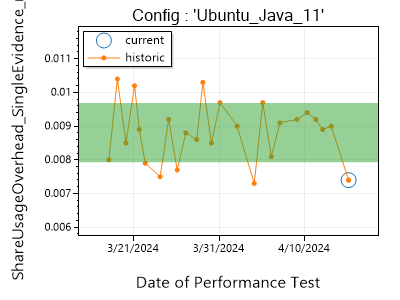 Config : 'Ubuntu_Java_11'
current
historic
ShareUsageOverhead_SingleEvidence_
0.011
0.01
0.009
0.008
0.007
0.006
3/21/2024
3/31/2024
4/10/2024
Date of Performance Test